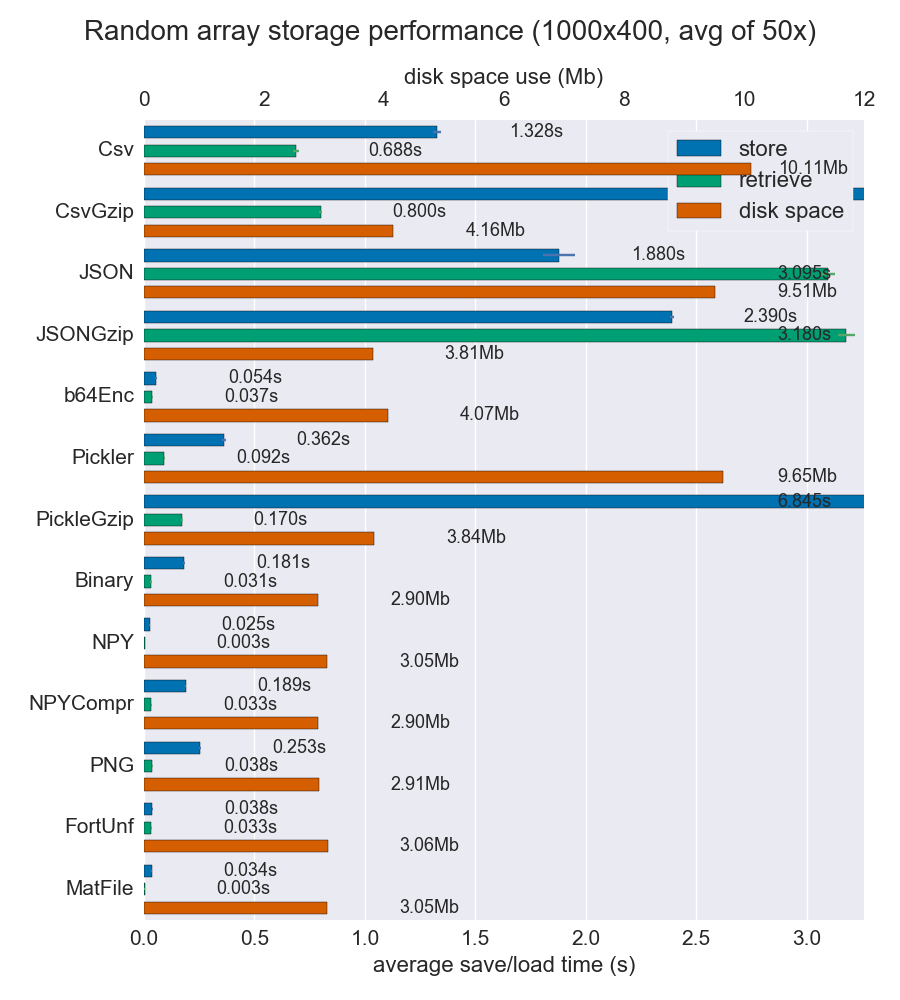 Random array storage performance (1000x400, avg of 50x)
disk space use (Mb)
0 2 4 6 8 10 12
store
retrieve
disk space
Csv
1.328s
0.688s
10.11Mb
CsvGzip
0.800s
4.16Mb
JSON
1.880s
3.095s
9.51Mb
JSONGzip
2.390s
3.180s
3.81Mb
b64Enc
0.054s
0.037s
4.07Mb
Pickler
0.362s
0.092s
9.65Mb
PickleGzip
6.845s
0.170s
3.84Mb
Binary
0.181s
0.031s
2.90Mb
NPY
0.025s
0.003s
3.05Mb
NPYCompr
0.189s
0.033s
2.90Mb
PNG
0.253s
0.038s
2.91Mb
FortUnf
0.038s
0.033s
3.06Mb
MatFile
0.034s
0.003s
3.05Mb
0.0 0.5 1.0 1.5 2.0 2.5 3.0
average save/load time (s)